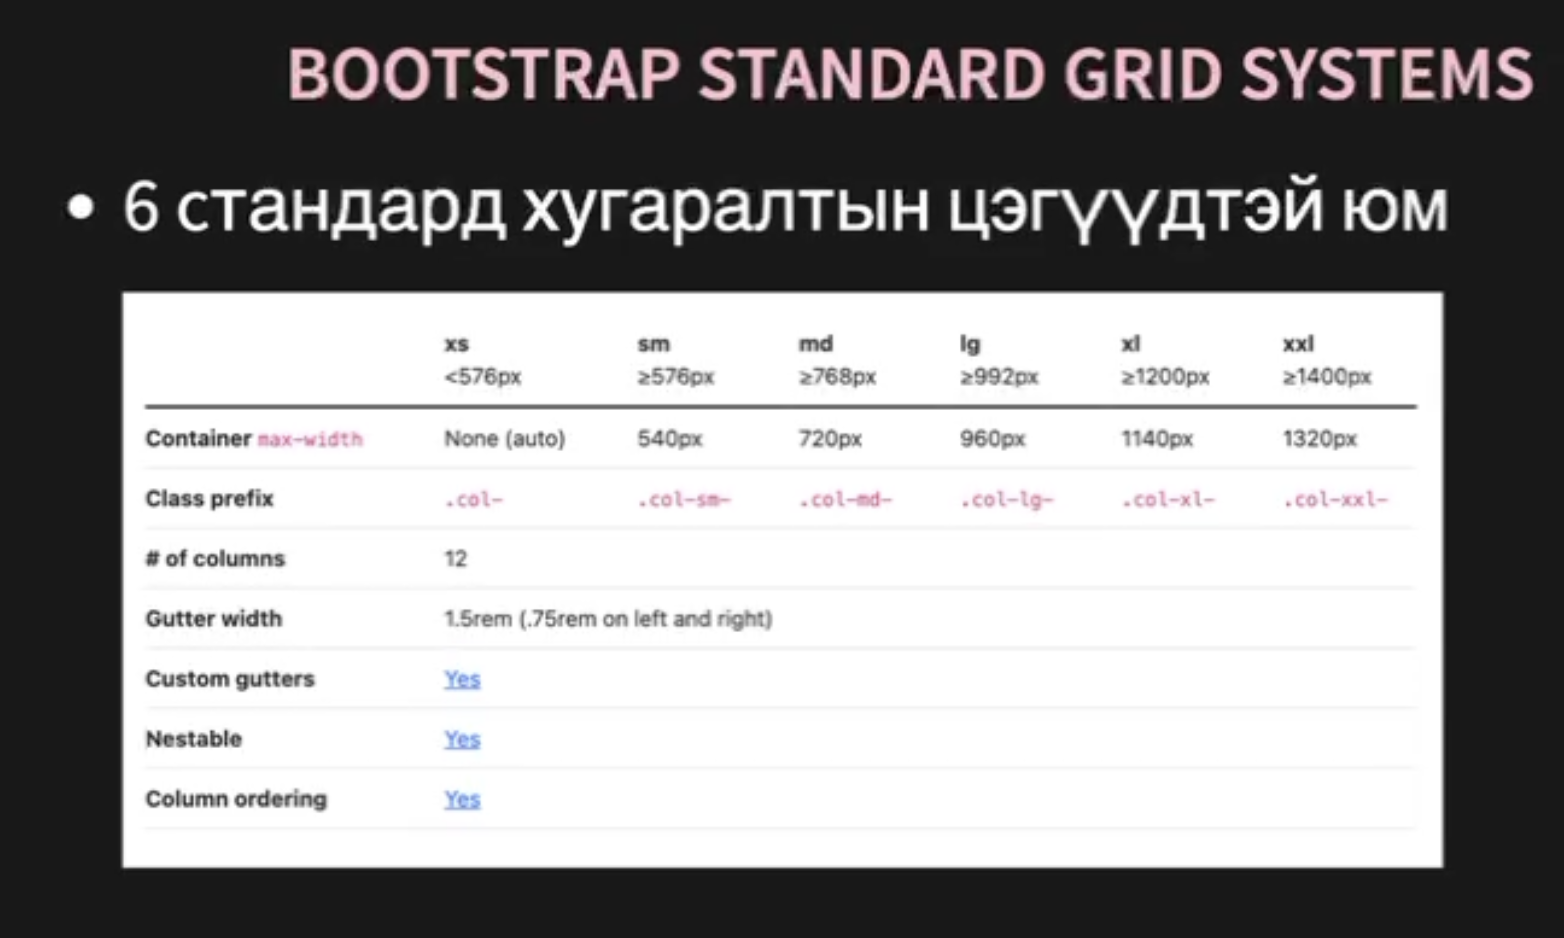 BOOTSTRAP STANDARD GRID SYSTEMS
• 6 стандард хугаралтын цэгүүдтэй юм
xs sm md lg xl xxl
<576px ≥576px ≥768px ≥992px ≥1200px ≥1400px
Container max-width None (auto) 540px 720px 960px 1140px 1320px
Class prefix .col- .col-sm- .col-md- .col-lg- .col-xl- .col-xxl-
# of columns 12
Gutter width 1.5rem (.75rem on left and right)
Custom gutters Yes
Nestable Yes
Column ordering Yes